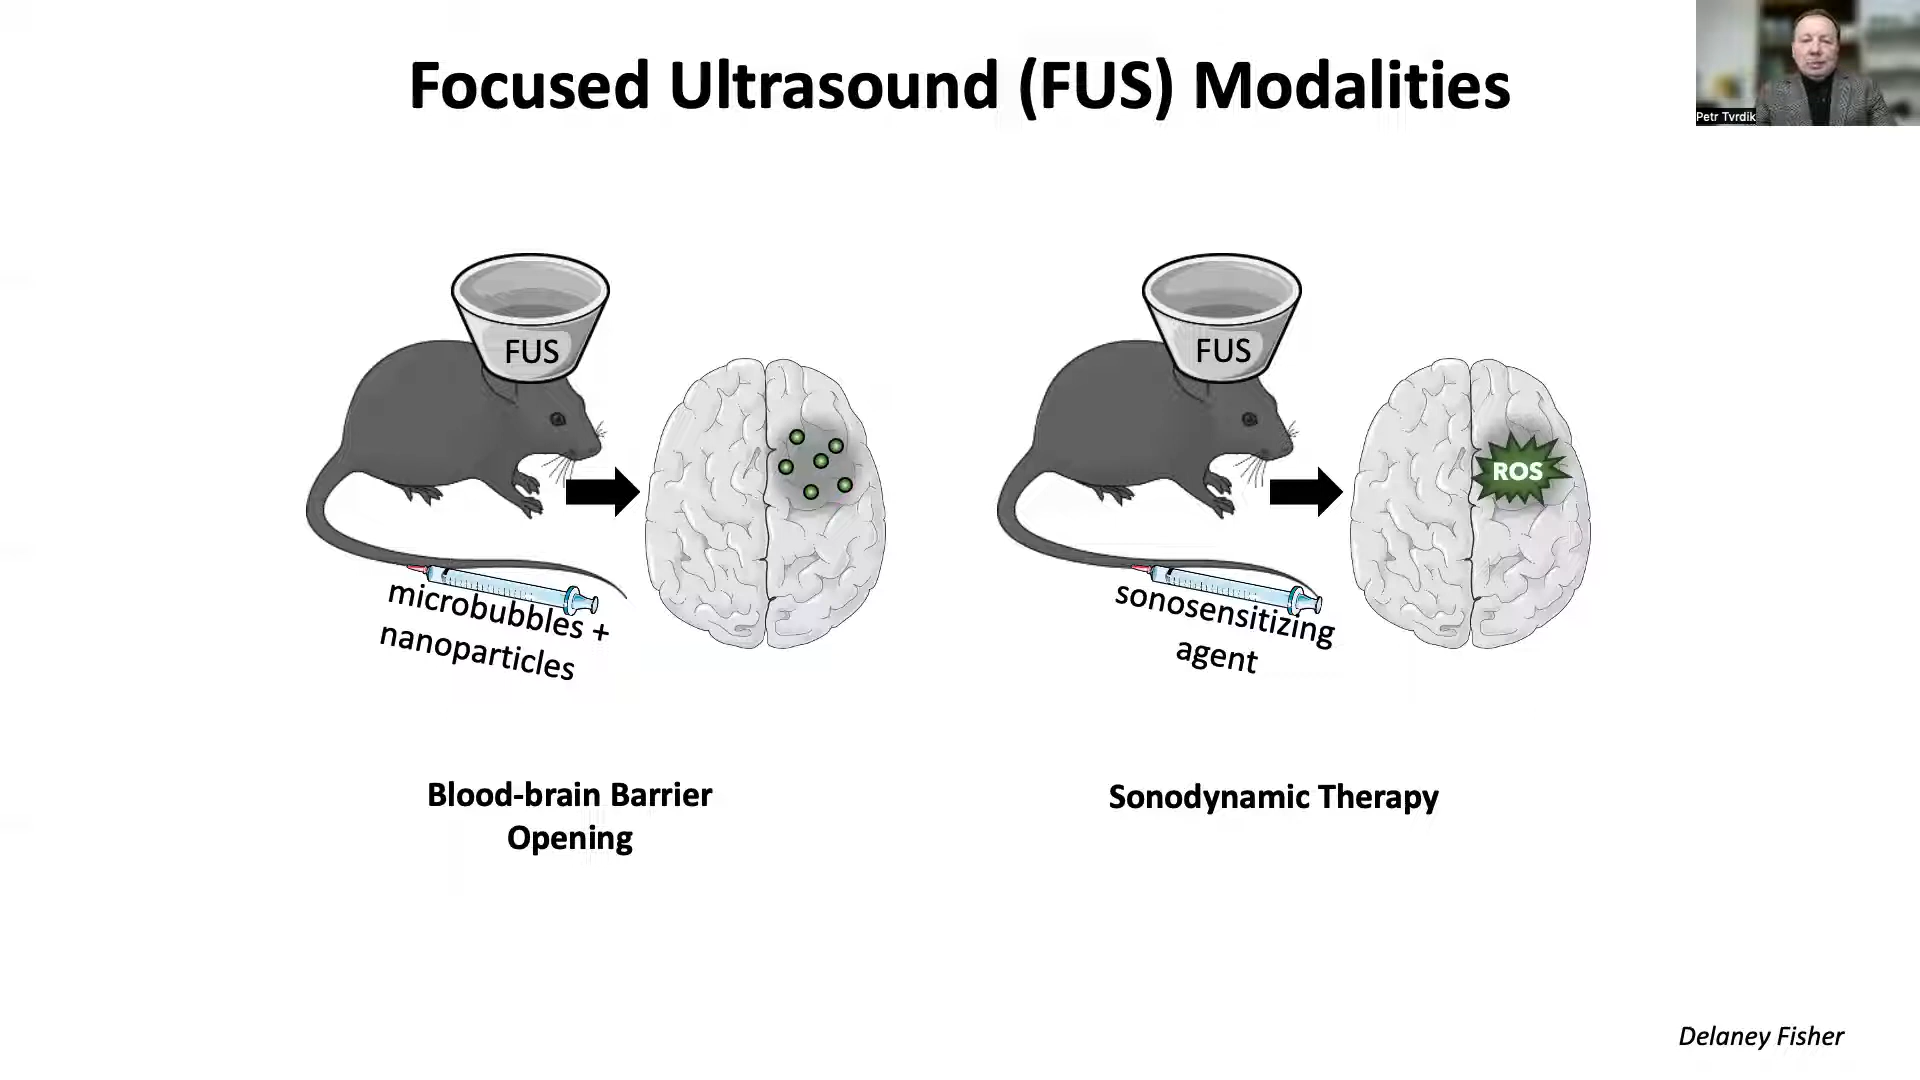 Focused Ultrasound (FUS) Modalities
Petr Tvrdik
FUS
microbubbles +
nanoparticles
FUS
ROS
sonosensitizing
agent
Blood-brain Barrier
Opening
Sonodynamic Therapy
Delaney Fisher